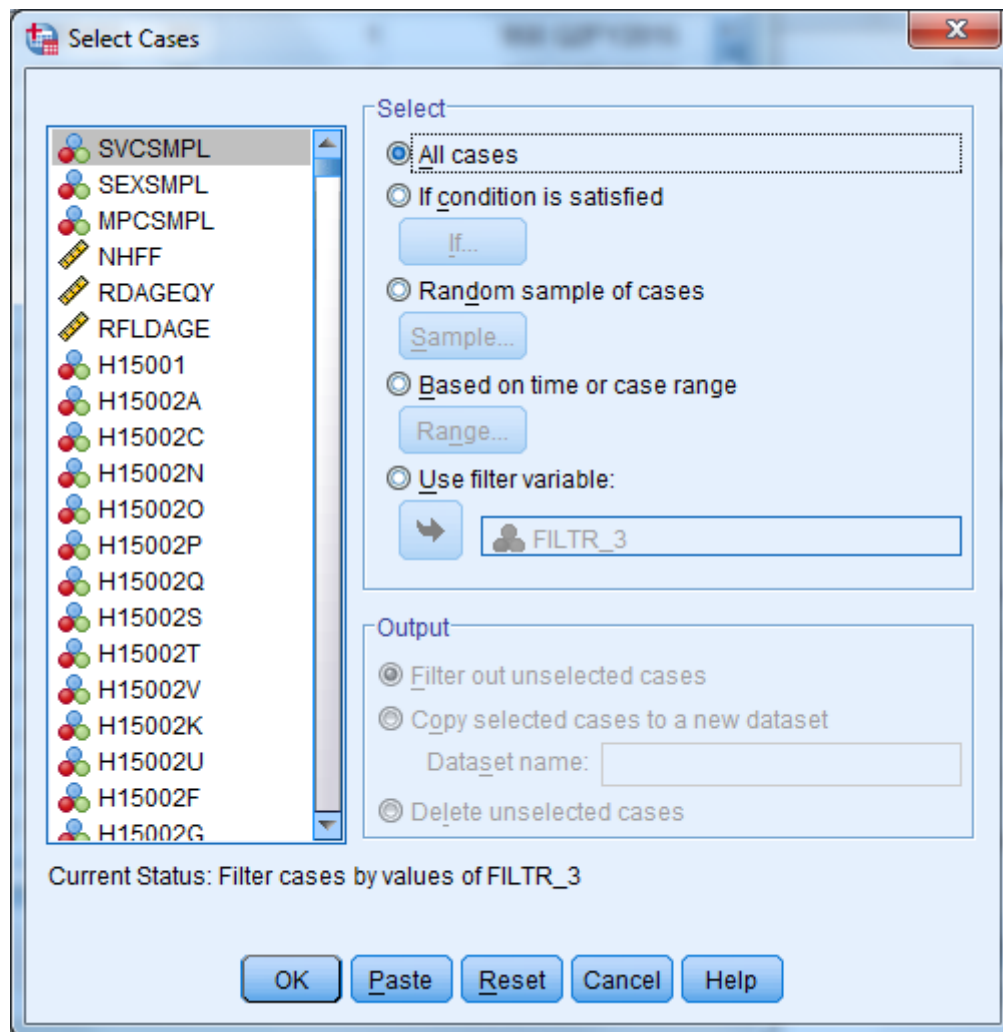 Select Cases
SVCSMPL
SEXSMPL
MPCSMPL
NHFF
RDAGEQY
RFLDAGE
H15001
H15002A
H15002C
H15002N
H15002O
H15002P
H15002Q
H15002S
H15002T
H15002V
H15002K
H15002U
H15002F
H15002G
Select
All cases
If condition is satisfied
If...
Random sample of cases
Sample...
Based on time or case range
Range...
Use filter variable:
FILTR_3
Output
Filter out unselected cases
Copy selected cases to a new dataset
Dataset name:
Delete unselected cases
Current Status: Filter cases by values of FILTR_3
OK Paste Reset Cancel Help